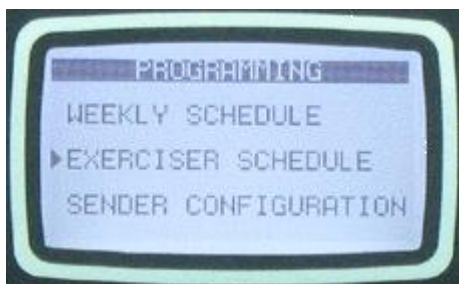 PROGRAMMING
WEEKLY SCHEDULE
▶EXERCISER SCHEDULE
SENDER CONFIGURATION